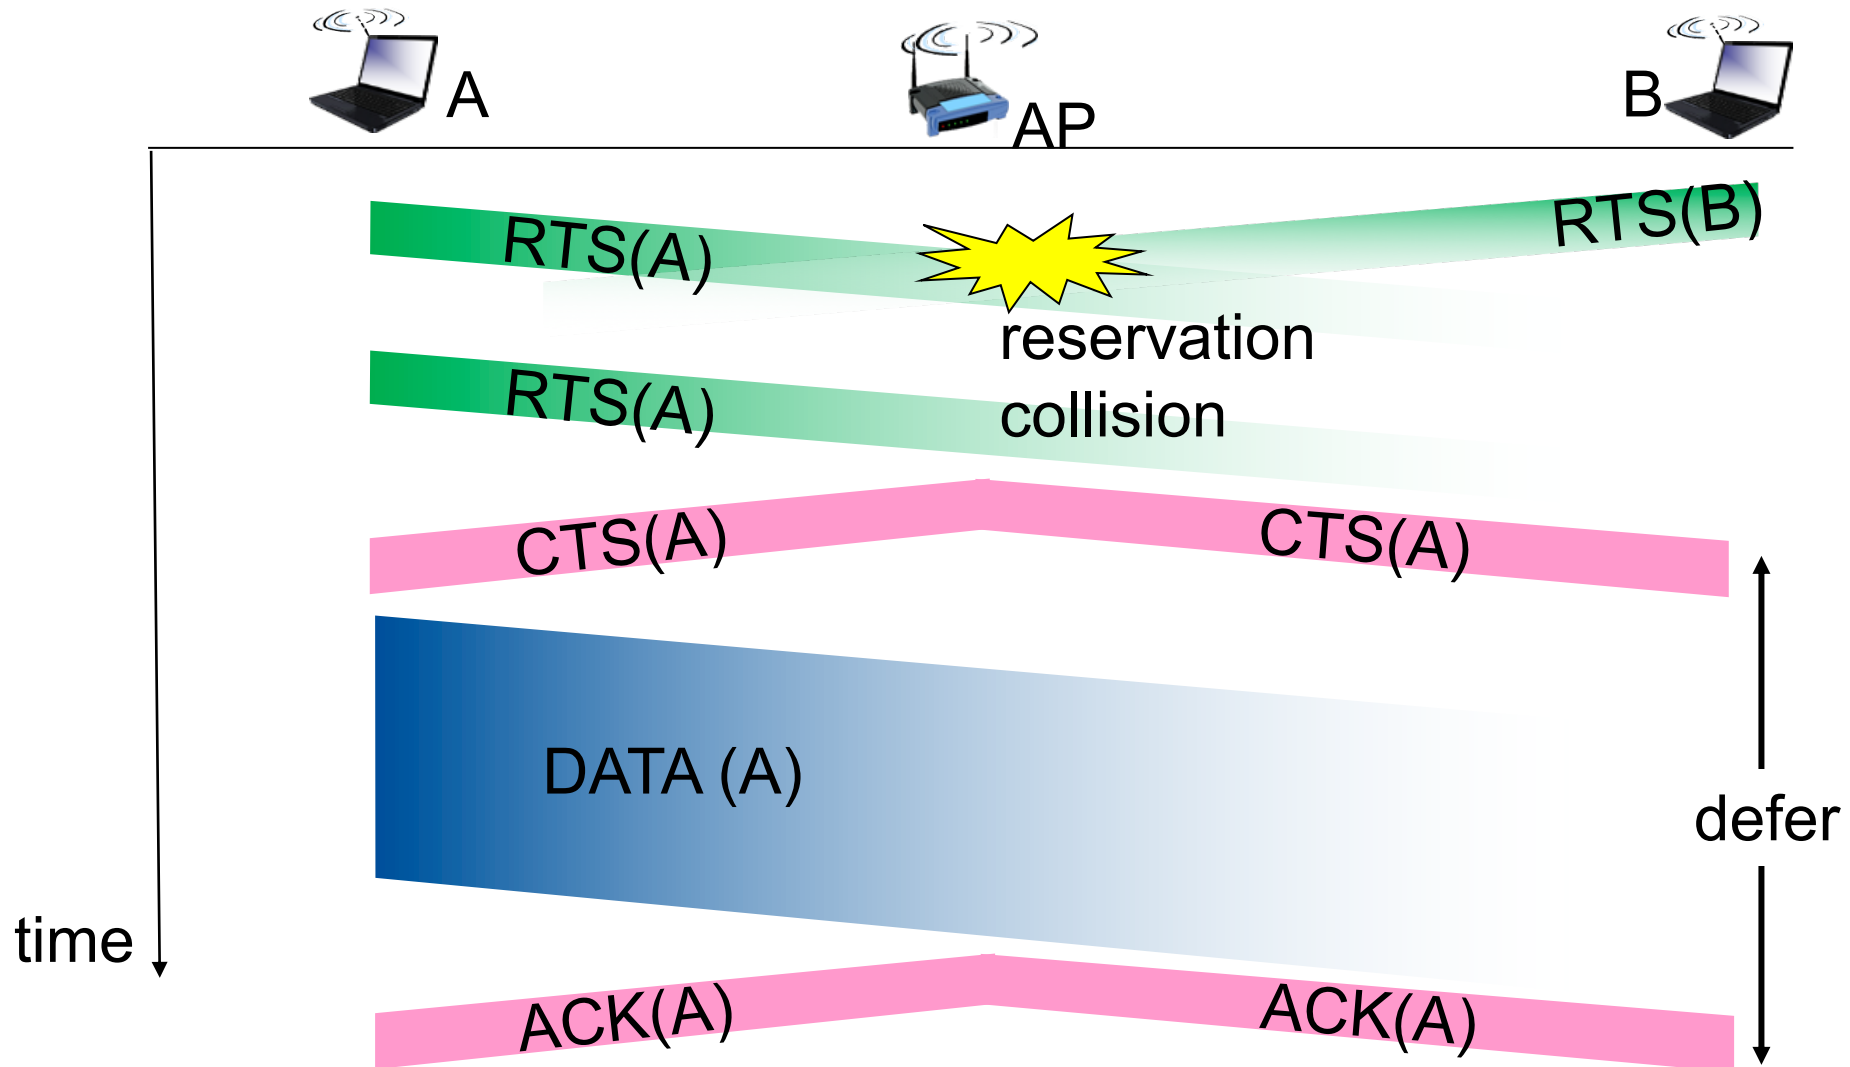 A
AP
B
RTS(A)
RTS(B)
reservation
collision
RTS(A)
CTS(A)
CTS(A)
DATA (A)
defer
time
ACK(A)
ACK(A)